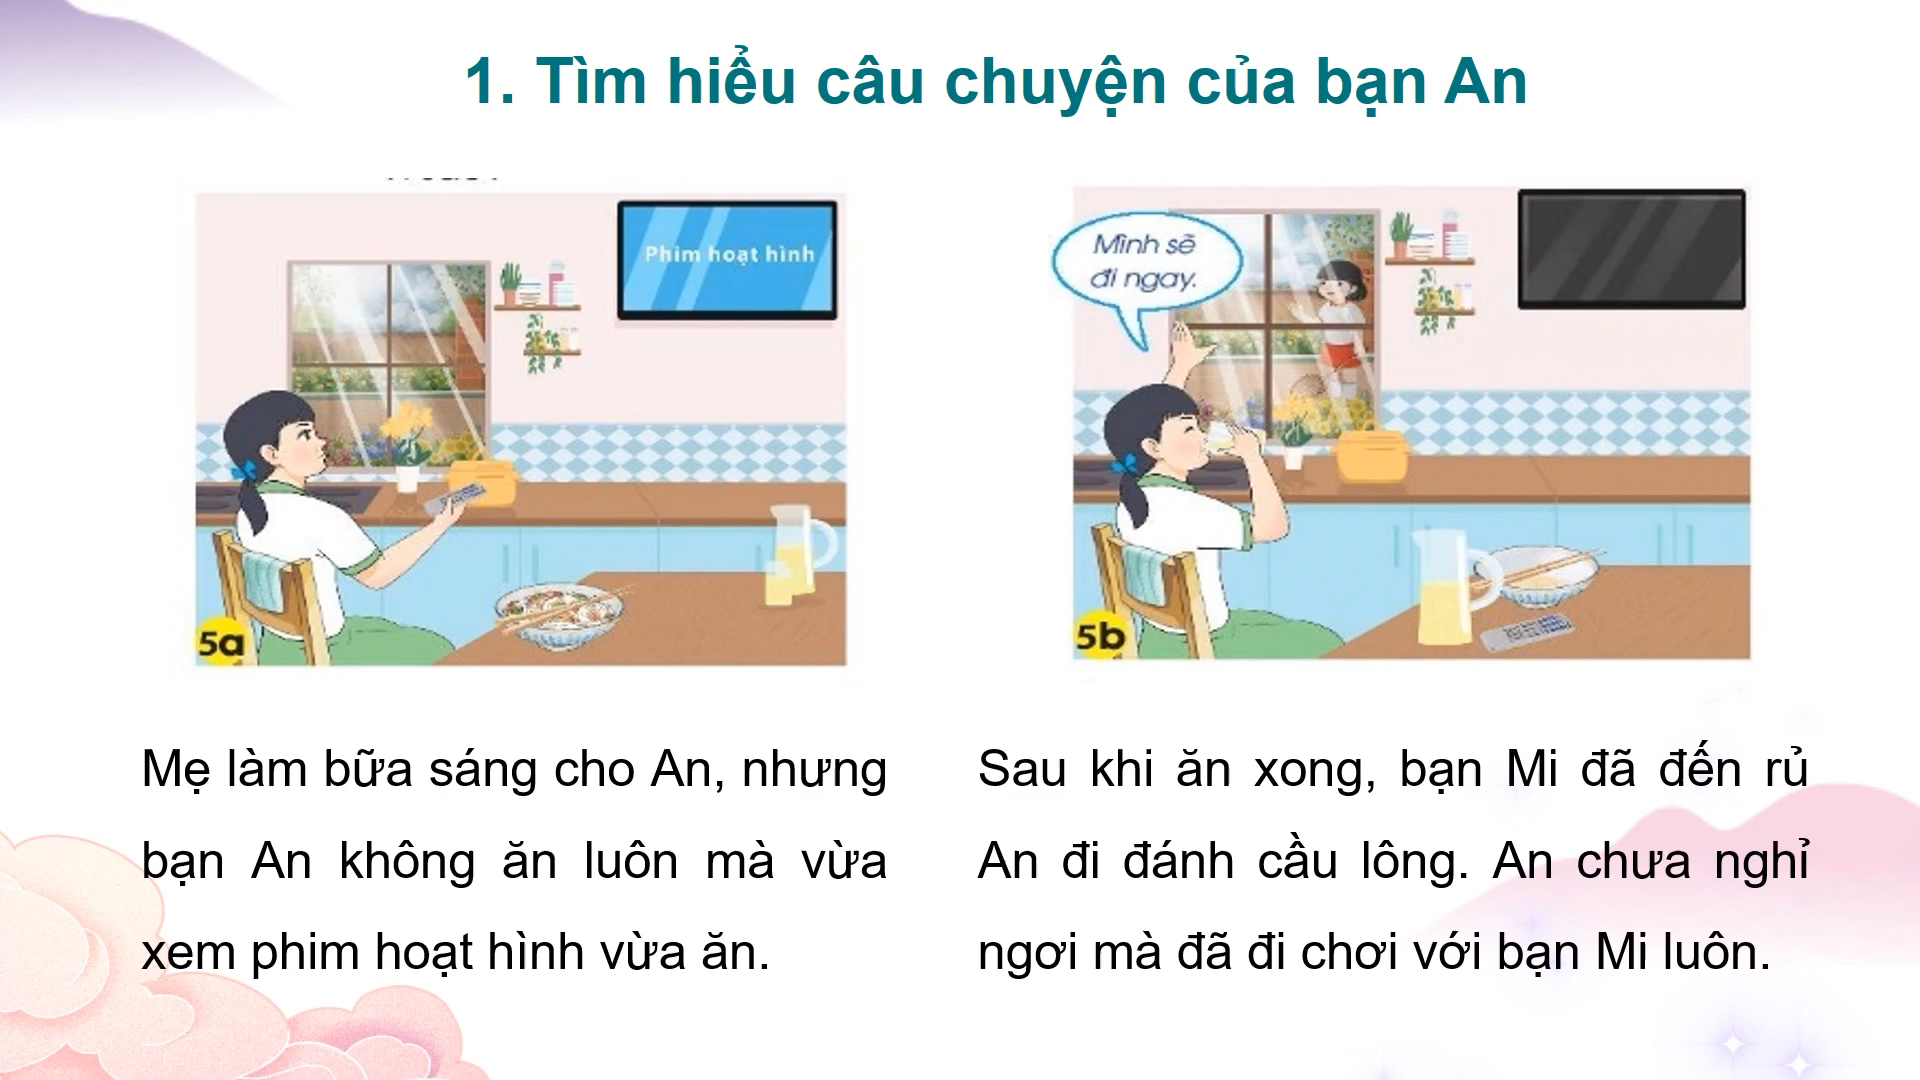 1. Tìm hiểu câu chuyện của bạn An
Phim hoạt hình
5a
Mình sẽ
đi ngay.
5b
Mẹ làm bữa sáng cho An, nhưng
bạn An không ăn luôn mà vừa
xem phim hoạt hình vừa ăn.
Sau khi ăn xong, bạn Mi đã đến rủ
An đi đánh cầu lông. An chưa nghỉ
ngơi mà đã đi chơi với bạn Mi luôn.